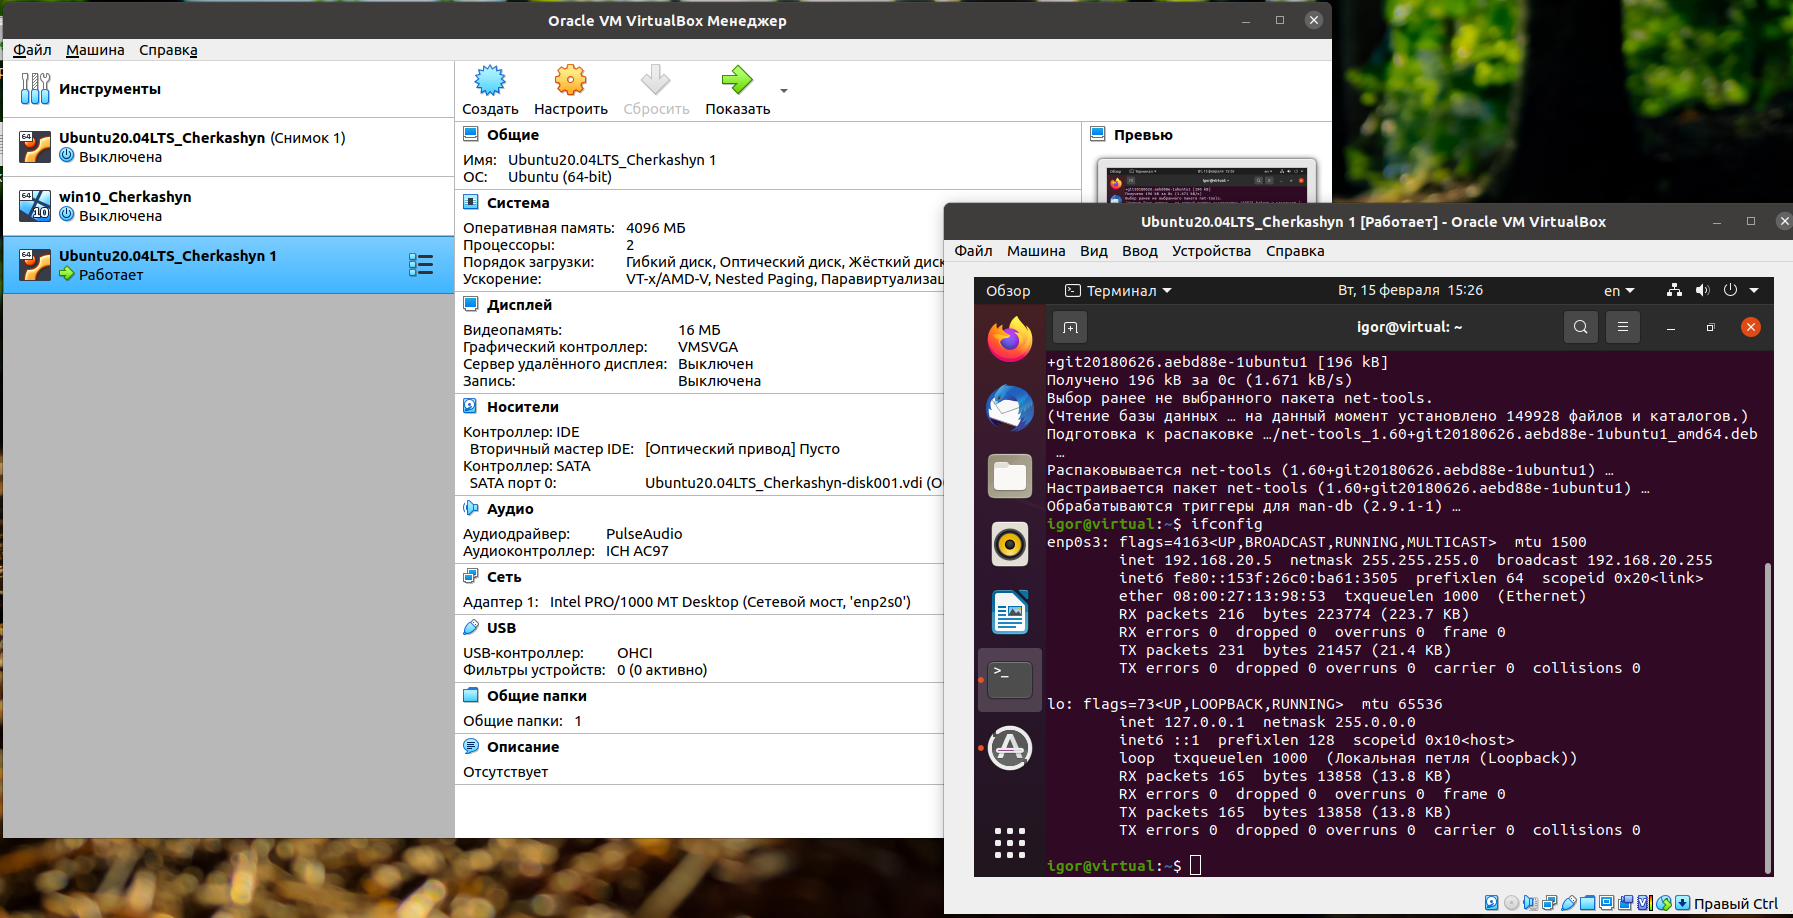 Oracle VM VirtualBox Менеджер
Файл Машина Справка
Инструменты
Ubuntu20.04LTS_Cherkashyn (Снимок 1)
Выключена
win10_Cherkashyn
Выключена
Ubuntu20.04LTS_Cherkashyn 1
Работает
Создать Настроить Сбросить Показать
Общие
Имя: Ubuntu20.04LTS_Cherkashyn 1
ОС: Ubuntu (64-bit)
Система
Оперативная память: 4096 МБ
Процессоры: 2
Порядок загрузки: Гибкий диск, Оптический диск, Жёсткий диск
Ускорение: VT-x/AMD-V, Nested Paging, Паравиртуализац
Дисплей
Видеопамять: 16 МБ
Графический контроллер: VMSVGA
Сервер удалённого дисплея: Выключен
Запись: Выключена
Носители
Контроллер: IDE
Вторичный мастер IDE: [Оптический привод] Пусто
Контроллер: SATA
SATA порт 0: Ubuntu20.04LTS_Cherkashyn-disk001.vdi (О
Аудио
Аудиодрайвер: PulseAudio
Аудиоконтроллер: ICH AC97
Сеть
Адаптер 1: Intel PRO/1000 MT Desktop (Сетевой мост, 'enp2s0')
USB
USB-контроллер: OHCI
Фильтры устройств: 0 (0 активно)
Общие папки
Общие папки: 1
Описание
Отсутствует
Превью
Ubuntu20.04LTS_Cherkashyn 1 [Работает] - Oracle VM VirtualBox
Файл Машина Вид Ввод Устройства Справка
Обзор Терминал Вт, 15 февраля 15:26 en
igor@virtual: ~
+git20180626.aebd88e-1ubuntu1 [196 kB]
Получено 196 kB за 0с (1.671 kB/s)
Выбор ранее не выбранного пакета net-tools.
(Чтение базы данных … на данный момент установлено 149928 файлов и каталогов.)
Подготовка к распаковке …/net-tools_1.60+git20180626.aebd88e-1ubuntu1_amd64.deb
…
Распаковывается net-tools (1.60+git20180626.aebd88e-1ubuntu1) …
Настраивается пакет net-tools (1.60+git20180626.aebd88e-1ubuntu1) …
Обрабатываются триггеры для man-db (2.9.1-1) …
igor@virtual:~$ ifconfig
enp0s3: flags=4163<UP,BROADCAST,RUNNING,MULTICAST> mtu 1500
inet 192.168.20.5 netmask 255.255.255.0 broadcast 192.168.20.255
inet6 fe80::153f:26c0:ba61:3505 prefixlen 64 scopeid 0x20<link>
ether 08:00:27:13:98:53 txqueuelen 1000 (Ethernet)
RX packets 216 bytes 223774 (223.7 KB)
RX errors 0 dropped 0 overruns 0 frame 0
TX packets 231 bytes 21457 (21.4 KB)
TX errors 0 dropped 0 overruns 0 carrier 0 collisions 0
lo: flags=73<UP,LOOPBACK,RUNNING> mtu 65536
inet 127.0.0.1 netmask 255.0.0.0
inet6 ::1 prefixlen 128 scopeid 0x10<host>
loop txqueuelen 1000 (Локальная петля (Loopback))
RX packets 165 bytes 13858 (13.8 KB)
RX errors 0 dropped 0 overruns 0 frame 0
TX packets 165 bytes 13858 (13.8 KB)
TX errors 0 dropped 0 overruns 0 carrier 0 collisions 0
igor@virtual:~$
Правый Ctrl